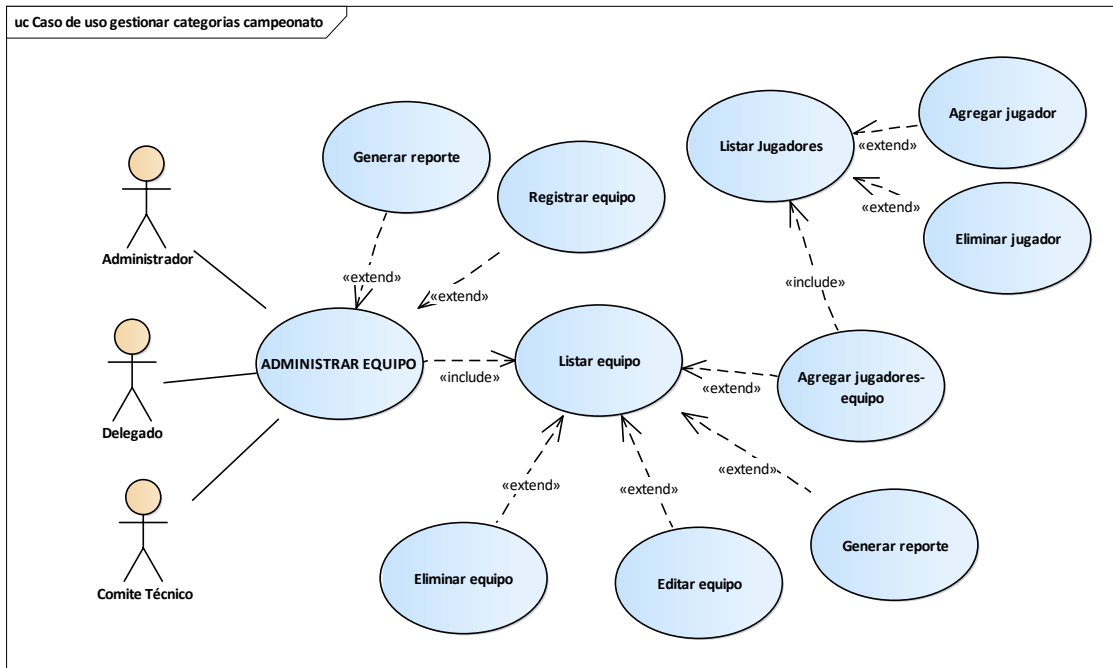 uc Caso de uso gestionar categorias campeonato
Administrador
Delegado
Comite Técnico
Generar reporte
Registrar equipo
«extend»
«extend»
ADMINISTRAR EQUIPO
«include»
Listar equipo
Listar Jugadores
Agregar jugador
«extend»
«extend»
Eliminar jugador
«include»
Agregar jugadores-
equipo
«extend»
«extend»
«extend»
«extend»
Eliminar equipo
Editar equipo
Generar reporte